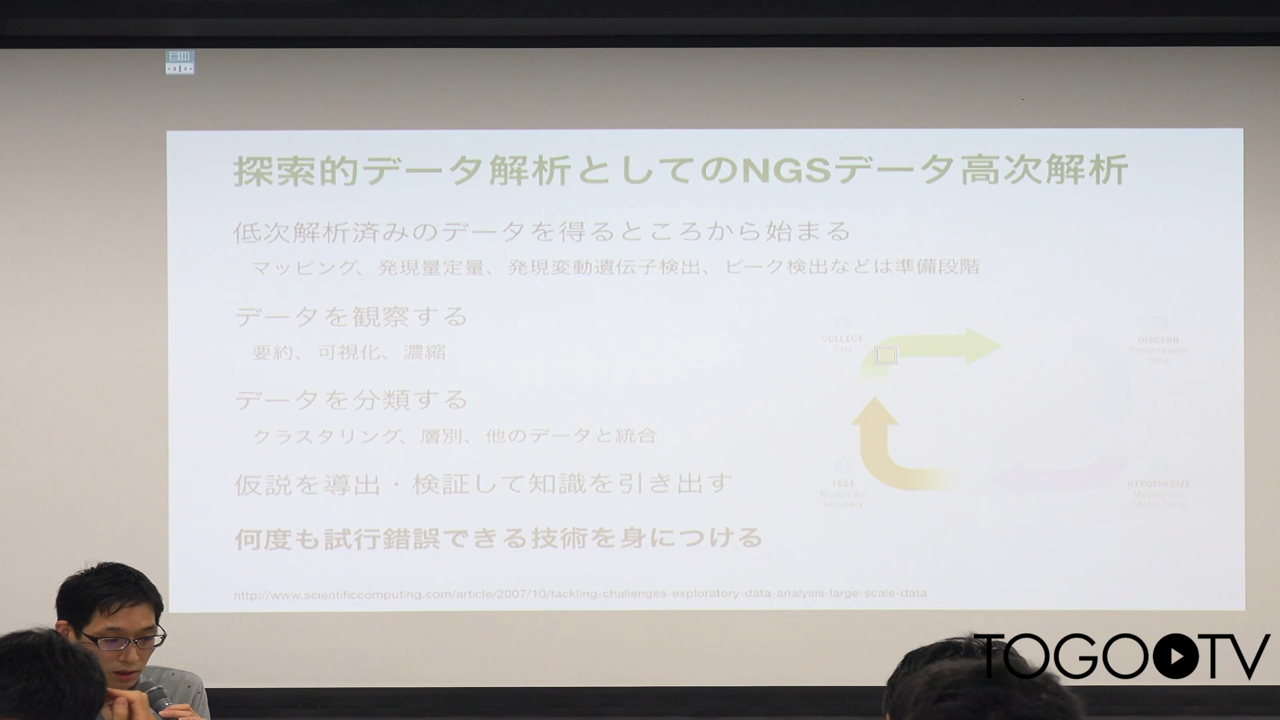 探索的データ解析としてのNGSデータ高次解析
低次解析済みのデータを得るところから始まる
マッピング、発現量定量、発現変動遺伝子検出、ピーク検出などは準備段階
データを観察する
要約、可視化、濃縮
データを分類する
クラスタリング、層別、他のデータと統合
仮説を導出・検証して知識を引き出す
何度も試行錯誤できる技術を身につける
COLLECT
Data
DISCERN
TEST
Models for
Accuracy
HYPOTHESIZE
http://www.scientificcomputing.com/article/2007/10/tackling-challenges-exploratory-data-analysis-large-scale-data
TOGOTV